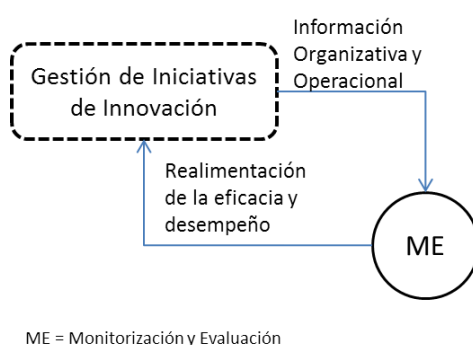 Información
Organizativa y
Operacional
Gestión de Iniciativas
de Innovación
Realimentación
de la eficacia y
desempeño
ME
ME = Monitorización y Evaluación